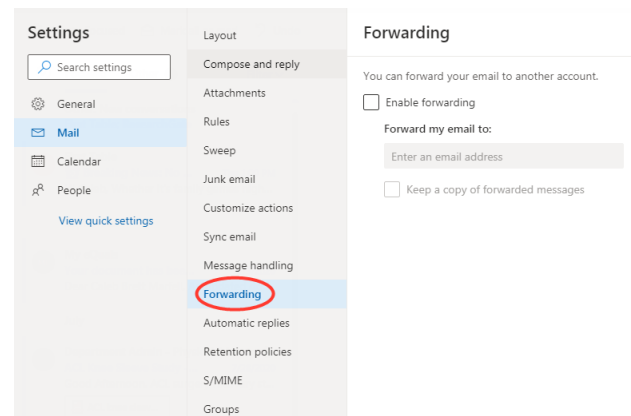 Settings
Search settings
General
Mail
Calendar
People
View quick settings
Layout
Compose and reply
Attachments
Rules
Sweep
Junk email
Customize actions
Sync email
Message handling
Forwarding
Automatic replies
Retention policies
S/MIME
Groups
Forwarding
You can forward your email to another account.
Enable forwarding
Forward my email to:
Enter an email address
Keep a copy of forwarded messages